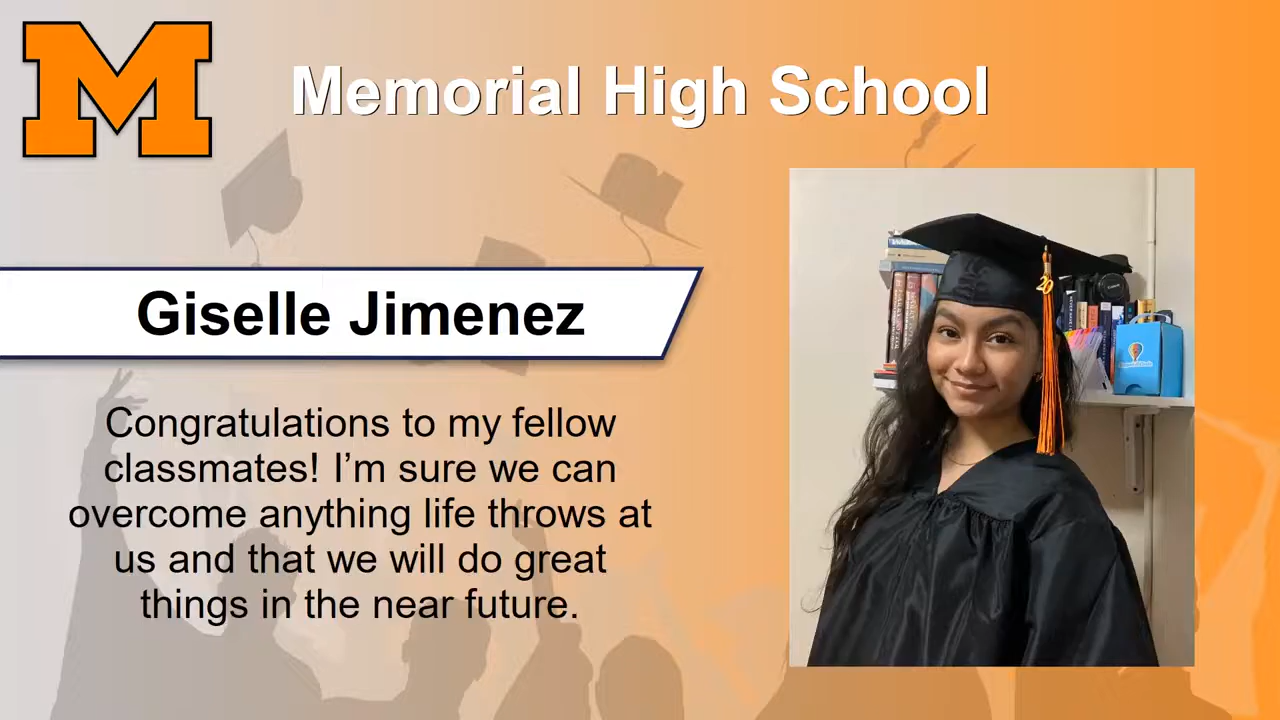 M
Memorial High School
Giselle Jimenez
Congratulations to my fellow
classmates! I’m sure we can
overcome anything life throws at
us and that we will do great
things in the near future.
20